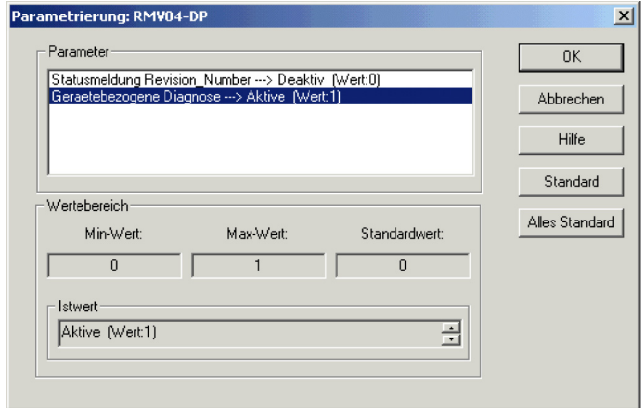 Parametrierung: RMV04-DP
Parameter
Statusmeldung Revision_Number ---> Deaktiv (Wert:0)
Geraetebezogene Diagnose ---> Aktive (Wert:1)
OK
Abbrechen
Hilfe
Standard
Alles Standard
Wertebereich
Min-Wert: Max-Wert: Standardwert:
0 1 0
Istwert
Aktive (Wert:1)